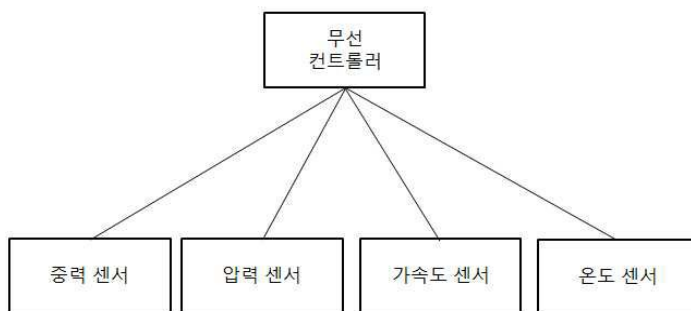 무선
컨트롤러
중력 센서
압력 센서
가속도 센서
온도 센서